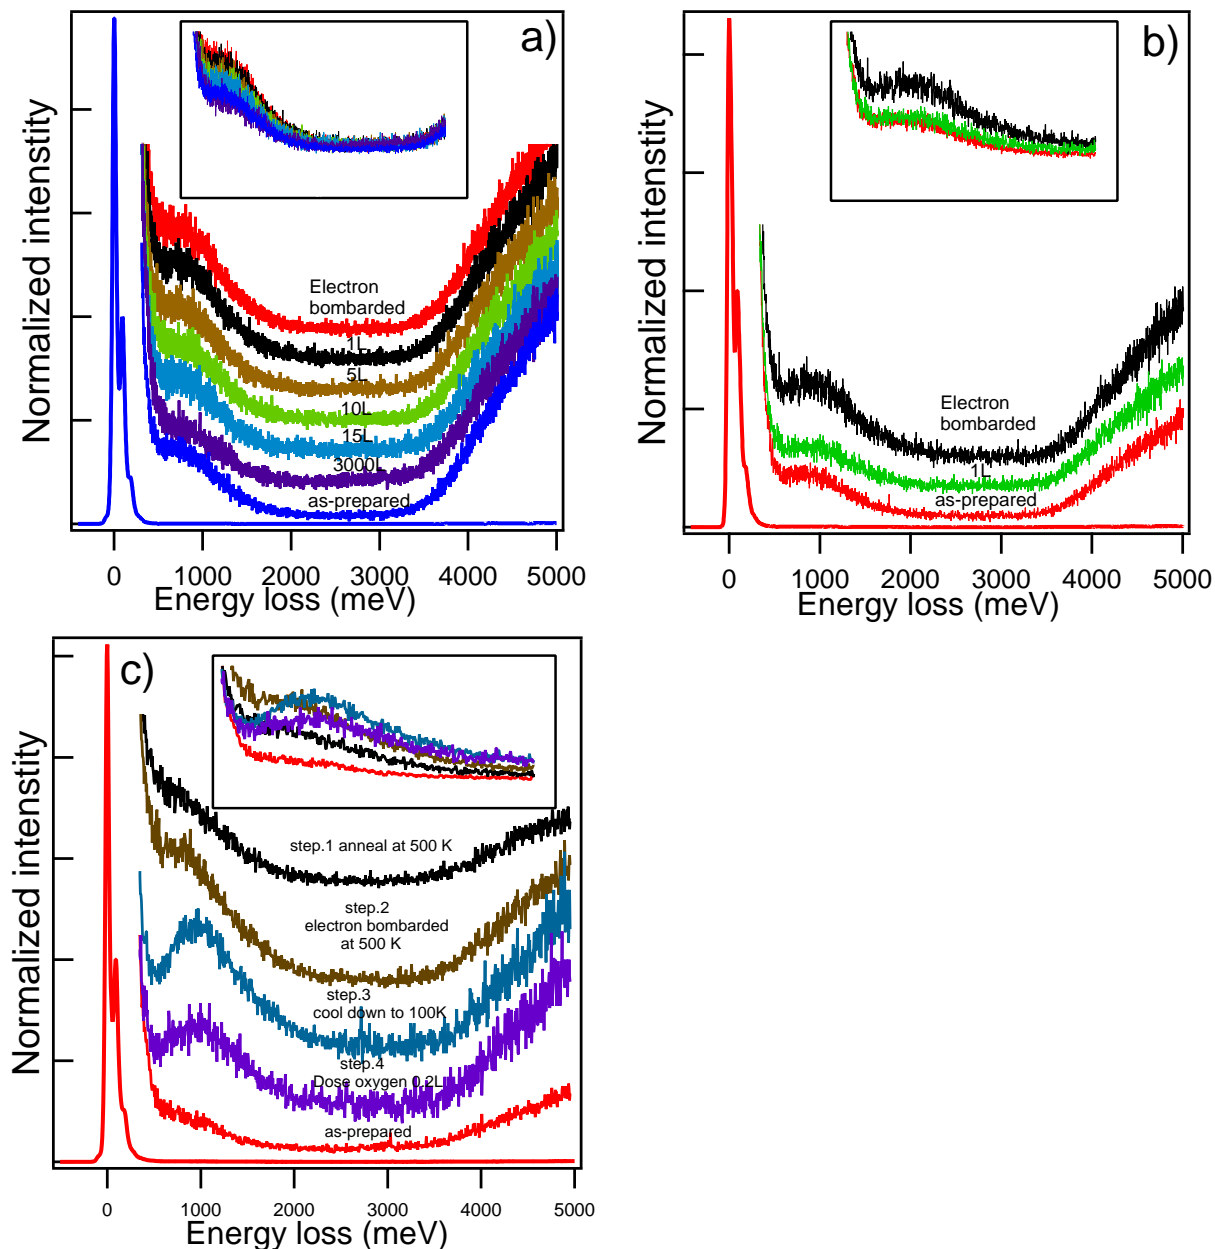 a)
Normalized intenstity
Electron
bombarded
1L
5L
10L
15L
3000L
as-prepared
0 1000 2000 3000 4000 5000
Energy loss (meV)
b)
Normalized intenstity
Electron
bombarded
1L
as-prepared
0 1000 2000 3000 4000 5000
Energy loss (meV)
c)
Normalized intenstity
step.1 anneal at 500 K
step.2
electron bombarded
at 500 K
step.3
cool down to 100K
step.4
Dose oxygen 0.2L
as-prepared
0 1000 2000 3000 4000 5000
Energy loss (meV)